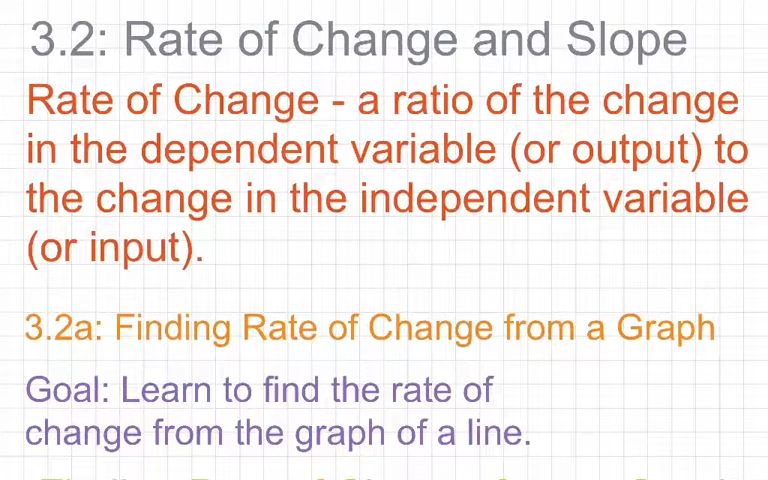 3.2: Rate of Change and Slope
Rate of Change - a ratio of the change
in the dependent variable (or output) to
the change in the independent variable
(or input).
3.2a: Finding Rate of Change from a Graph
Goal: Learn to find the rate of
change from the graph of a line.